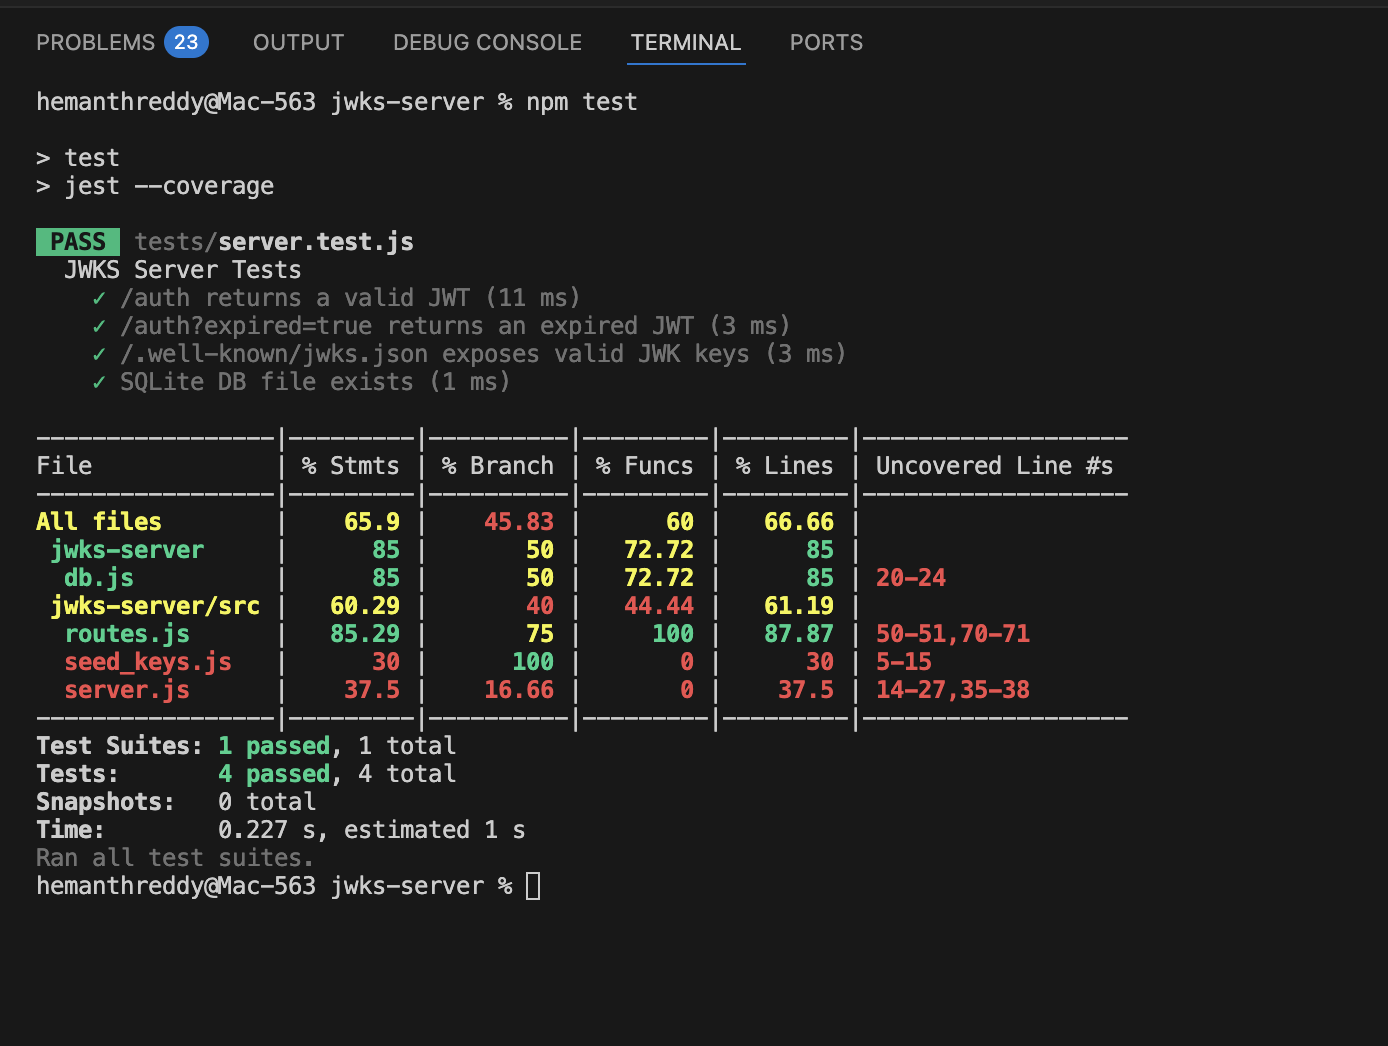 PROBLEMS 23 OUTPUT DEBUG CONSOLE TERMINAL PORTS
hemanthreddy@Mac-563 jwks-server % npm test
> test
> jest --coverage
PASS tests/server.test.js
JWKS Server Tests
✓ /auth returns a valid JWT (11 ms)
✓ /auth?expired=true returns an expired JWT (3 ms)
✓ /.well-known/jwks.json exposes valid JWK keys (3 ms)
✓ SQLite DB file exists (1 ms)
-----------------|---------|----------|---------|---------|-------------------
File | % Stmts | % Branch | % Funcs | % Lines | Uncovered Line #s
-----------------|---------|----------|---------|---------|-------------------
All files | 65.9 | 45.83 | 60 | 66.66 |
jwks-server | 85 | 50 | 72.72 | 85 |
db.js | 85 | 50 | 72.72 | 85 | 20-24
jwks-server/src | 60.29 | 40 | 44.44 | 61.19 |
routes.js | 85.29 | 75 | 100 | 87.87 | 50-51,70-71
seed_keys.js | 30 | 100 | 0 | 30 | 5-15
server.js | 37.5 | 16.66 | 0 | 37.5 | 14-27,35-38
-----------------|---------|----------|---------|---------|-------------------
Test Suites: 1 passed, 1 total
Tests: 4 passed, 4 total
Snapshots: 0 total
Time: 0.227 s, estimated 1 s
Ran all test suites.
hemanthreddy@Mac-563 jwks-server %